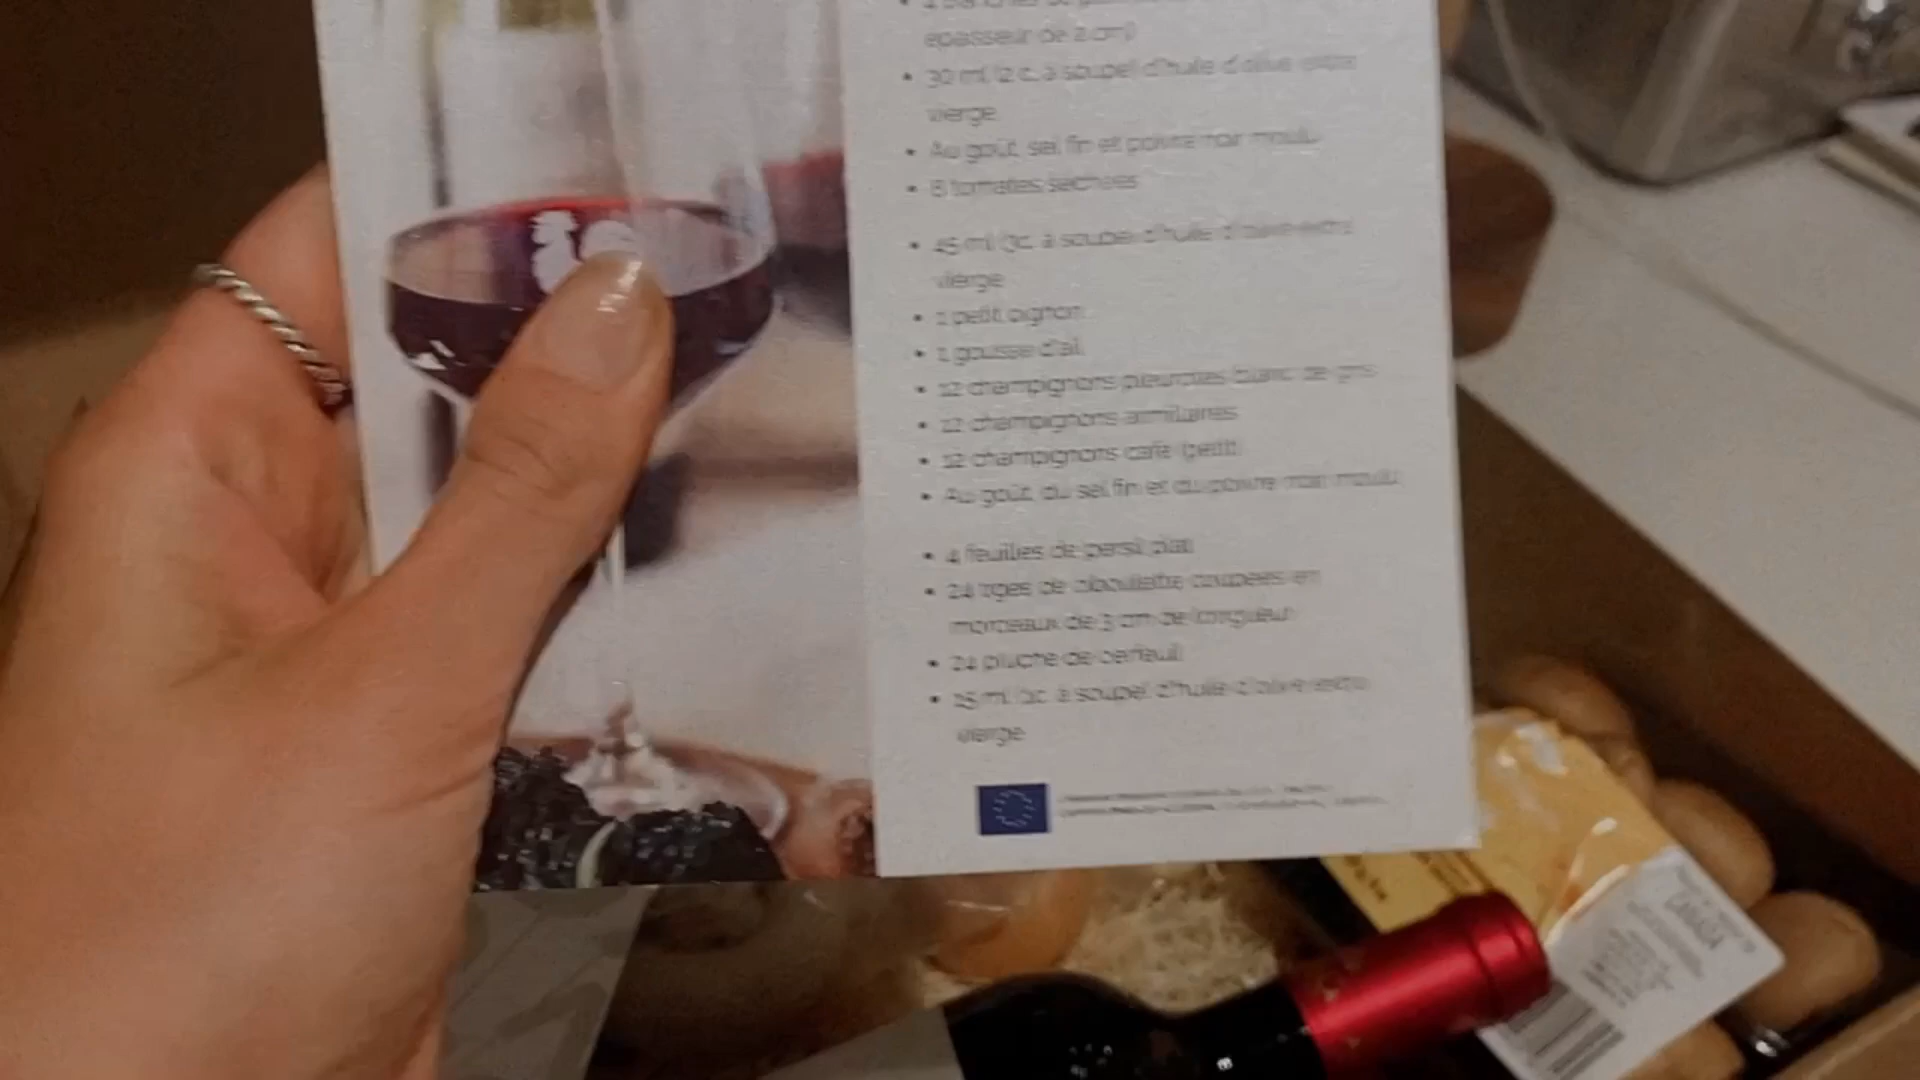 épaisseur de 2 cm)
• 30 ml (2 c. à soupe) d'huile d'olive extra
vierge
• Au goût, sel fin et poivre noir moulu
• 8 tomates séchées
• 45 ml (3c. à soupe) d'huile d'olive extra
vierge
• 1 petit oignon
• 1 gousse d'ail
• 12 champignons pleurotes blanc de gris
• 12 champignons armillaires
• 12 champignons café (petit)
• Au goût, du sel fin et du poivre noir moulu
• 4 feuilles de persil plat
• 24 tiges de ciboulette coupées en
morceaux de 3 cm de longueur
• 24 pluche de cerfeuil
• 15 ml à soupe) d'huile d'olive extra
vierge
CANADA